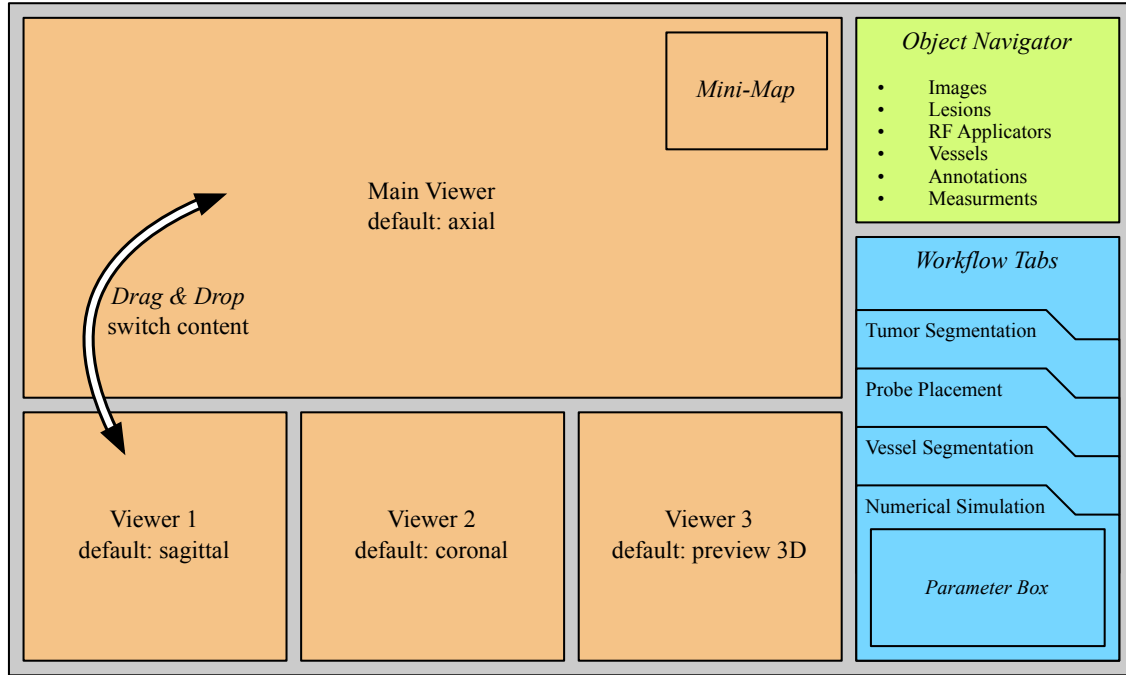 Mini-Map
Main Viewer
default: axial
Drag & Drop
switch content
Viewer 1
default: sagittal
Viewer 2
default: coronal
Viewer 3
default: preview 3D
Object Navigator
• Images
• Lesions
• RF Applicators
• Vessels
• Annotations
• Measurments
Workflow Tabs
Tumor Segmentation
Probe Placement
Vessel Segmentation
Numerical Simulation
Parameter Box